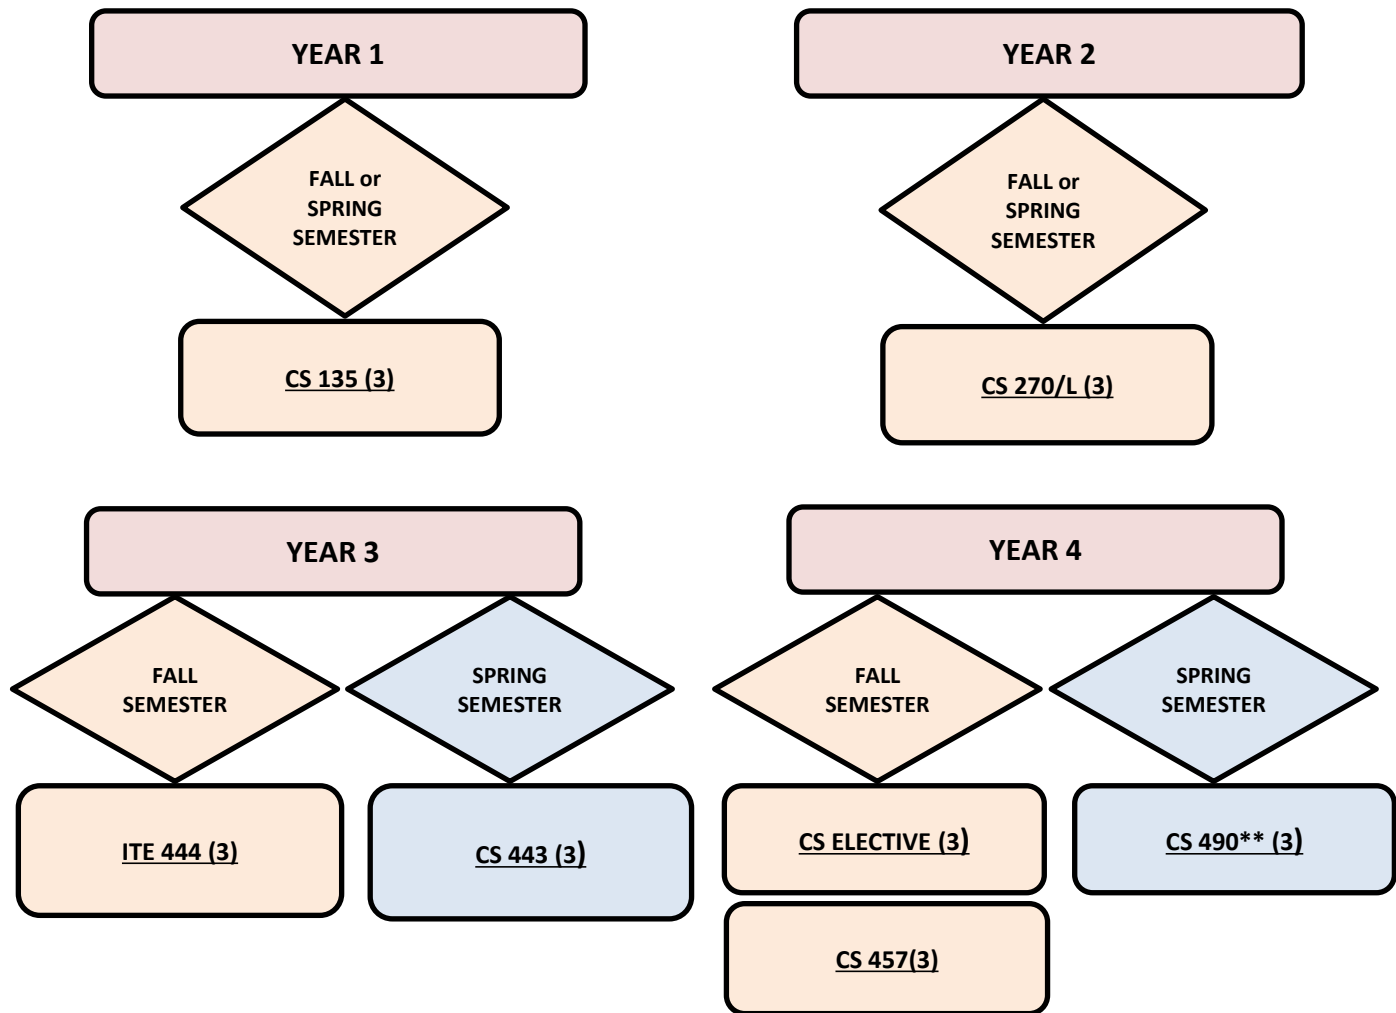 YEAR 1
FALL or
SPRING
SEMESTER
CS 135 (3)
YEAR 2
FALL or
SPRING
SEMESTER
CS 270/L (3)
YEAR 3
FALL
SEMESTER
ITE 444 (3)
SPRING
SEMESTER
CS 443 (3)
YEAR 4
FALL
SEMESTER
CS ELECTIVE (3)
CS 457(3)
SPRING
SEMESTER
CS 490** (3)